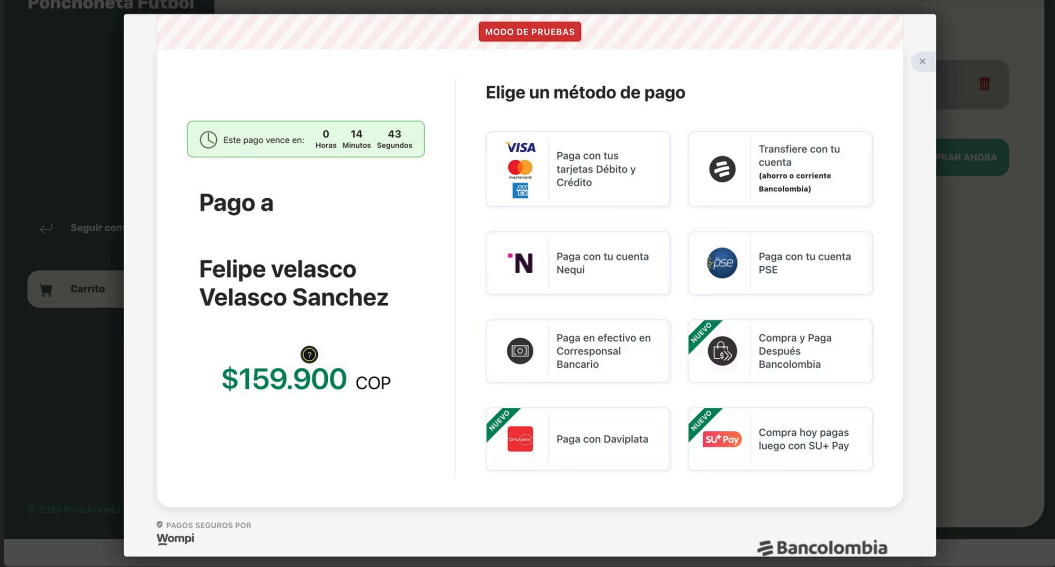 Ponchoneta Fútbol
MODO DE PRUEBAS
×
Este pago vence en:
0 14 43
Horas Minutos Segundos
Pago a
Felipe velasco
Velasco Sanchez
?
$159.900 COP
Elige un método de pago
VISA
mastercard
AM
EX
Paga con tus
tarjetas Débito y
Crédito
Transfiere con tu
cuenta
(ahorro o corriente
Bancolombia)
N
Paga con tu cuenta
Nequi
pse
Paga con tu cuenta
PSE
Paga en efectivo en
Corresponsal
Bancario
NUEVO
Compra y Paga
Después
Bancolombia
NUEVO
Paga con Daviplata
NUEVO
SU+ Pay
Compra hoy pagas
luego con SU+ Pay
PAGOS SEGUROS POR
Wompi
Bancolombia
Seguir com
Carrito
PRAR AHORA
© 2025 Ponchoneta